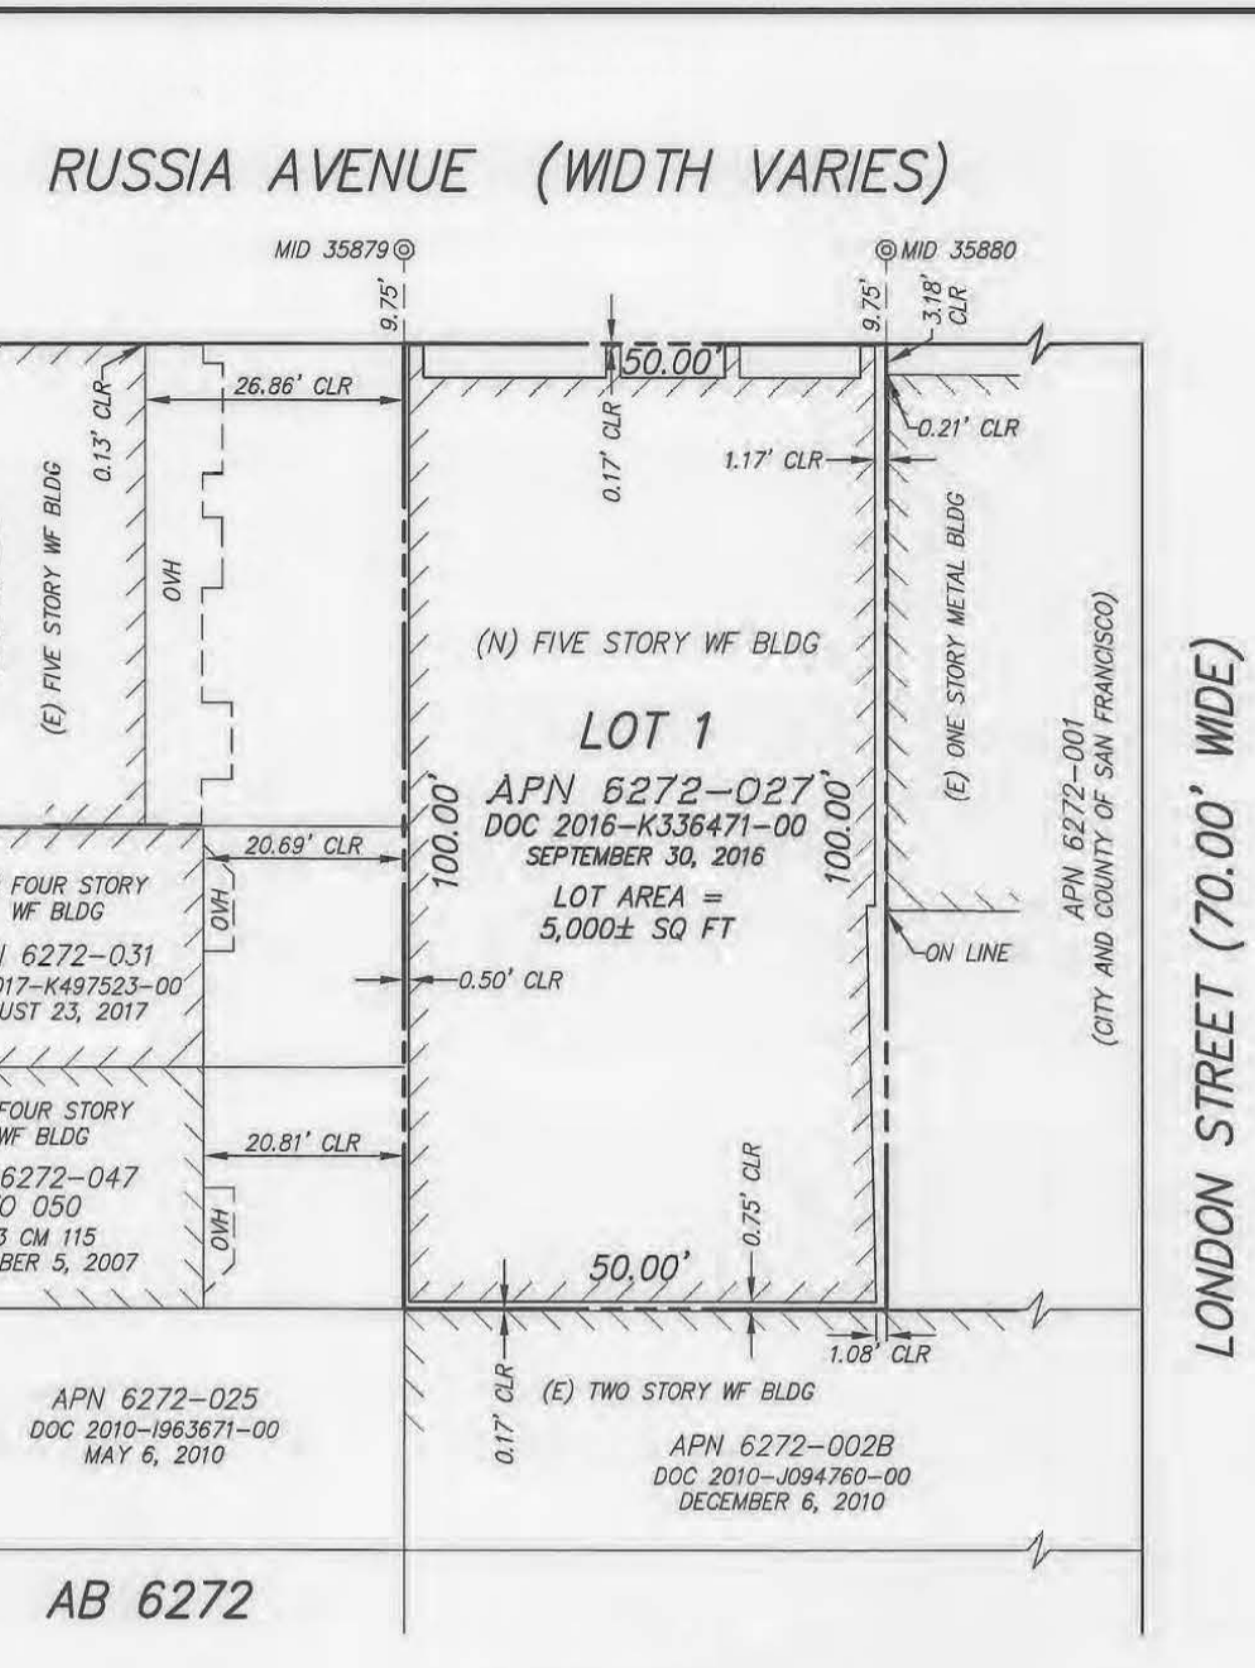 RUSSIA AVENUE (WIDTH VARIES)
MID 35879
MID 35880
9.75'
9.75'
3.18' CLR
50.00'
26.86' CLR
0.13' CLR
0.17' CLR
0.21' CLR
1.17' CLR
(E) FIVE STORY WF BLDG
OVH
(N) FIVE STORY WF BLDG
(E) ONE STORY METAL BLDG
LOT 1
APN 6272-027
DOC 2016-K336471-00
SEPTEMBER 30, 2016
LOT AREA =
5,000± SQ FT
100.00'
100.00'
APN 6272-001
(CITY AND COUNTY OF SAN FRANCISCO)
LONDON STREET (70.00' WIDE)
20.69' CLR
FOUR STORY
WF BLDG
6272-031
017-K497523-00
UST 23, 2017
OVH
ON LINE
0.50' CLR
FOUR STORY
WF BLDG
6272-047
O 050
3 CM 115
BER 5, 2007
20.81' CLR
OVH
0.75' CLR
50.00'
1.08' CLR
0.17' CLR
(E) TWO STORY WF BLDG
APN 6272-025
DOC 2010-I963671-00
MAY 6, 2010
APN 6272-002B
DOC 2010-J094760-00
DECEMBER 6, 2010
AB 6272